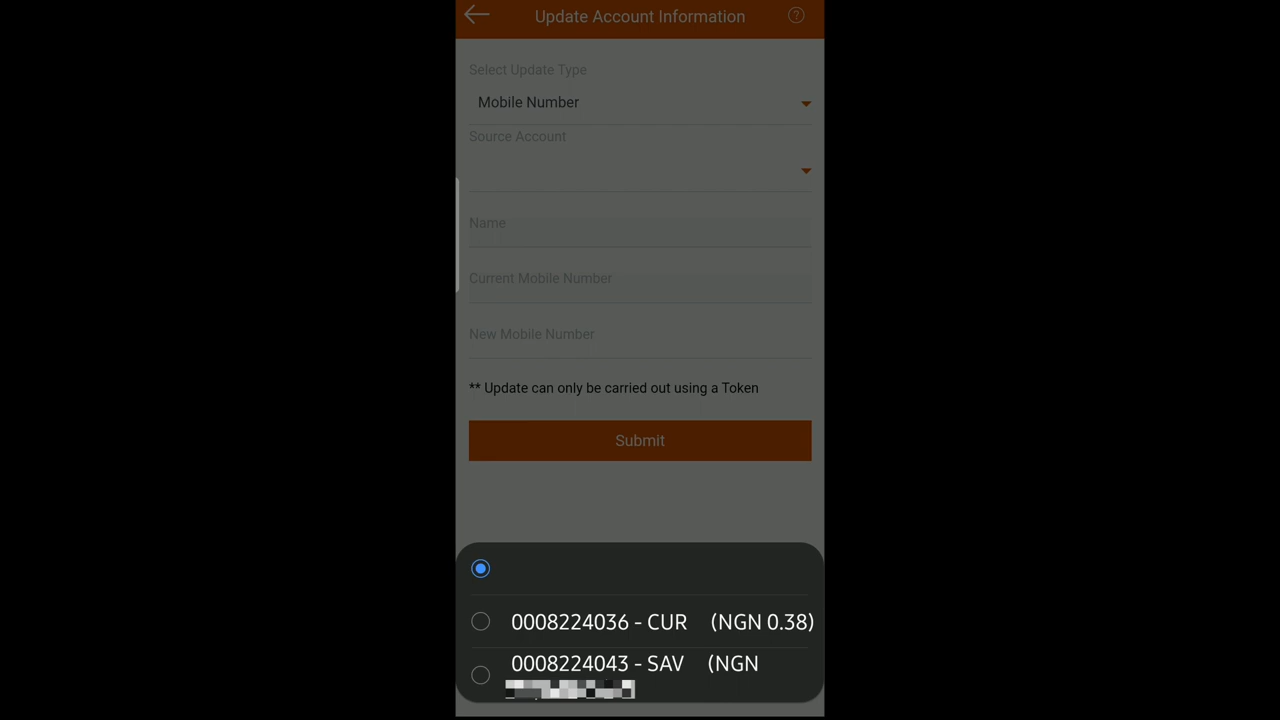 Update Account Information
Select Update Type
Mobile Number
Source Account
Name
Current Mobile Number
New Mobile Number
** Update can only be carried out using a Token
Submit
0008224036 - CUR (NGN 0.38)
0008224043 - SAV (NGN